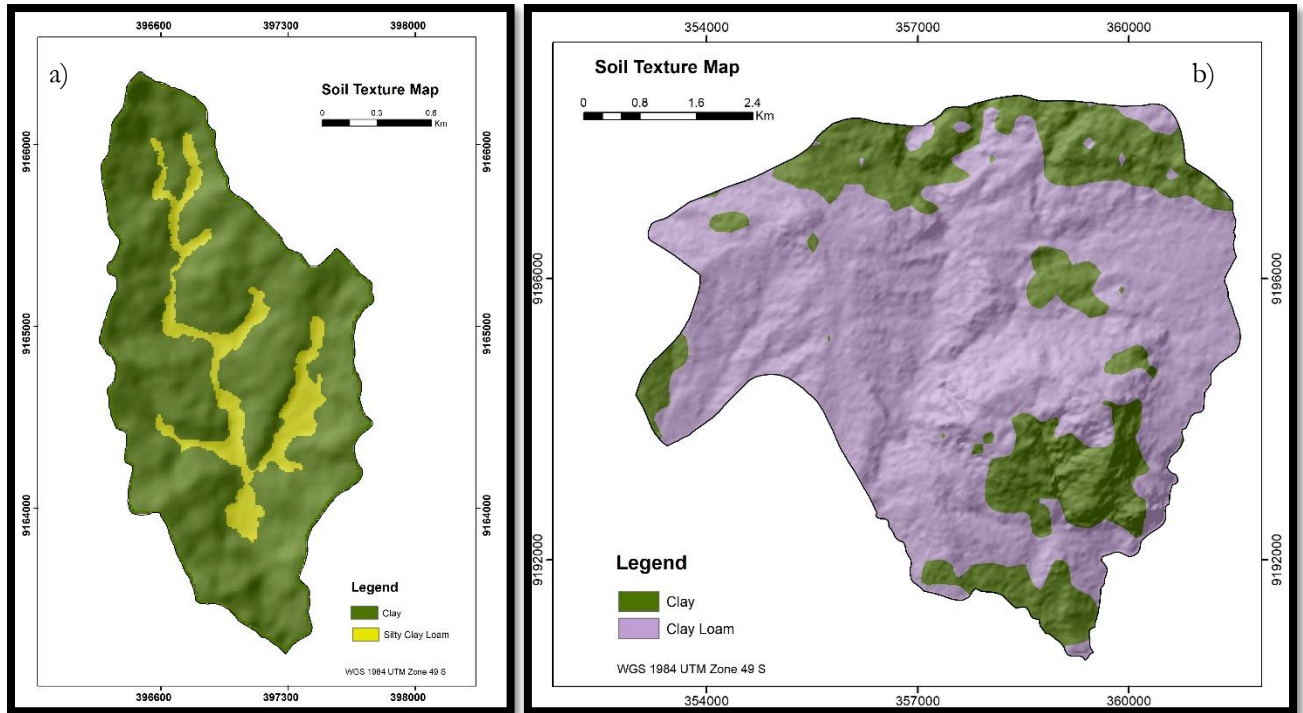 396600 397300 398000
a)
Soil Texture Map
0 0.3 0.6
Km
9166000 9166000
9165000 9165000
9164000 9164000
Legend
Clay
Silty Clay Loam
WGS 1984 UTM Zone 49 S
396600 397300 398000
354000 357000 360000
b)
Soil Texture Map
0 0.8 1.6 2.4
Km
9196000 9196000
9192000 9192000
Legend
Clay
Clay Loam
WGS 1984 UTM Zone 49 S
354000 357000 360000